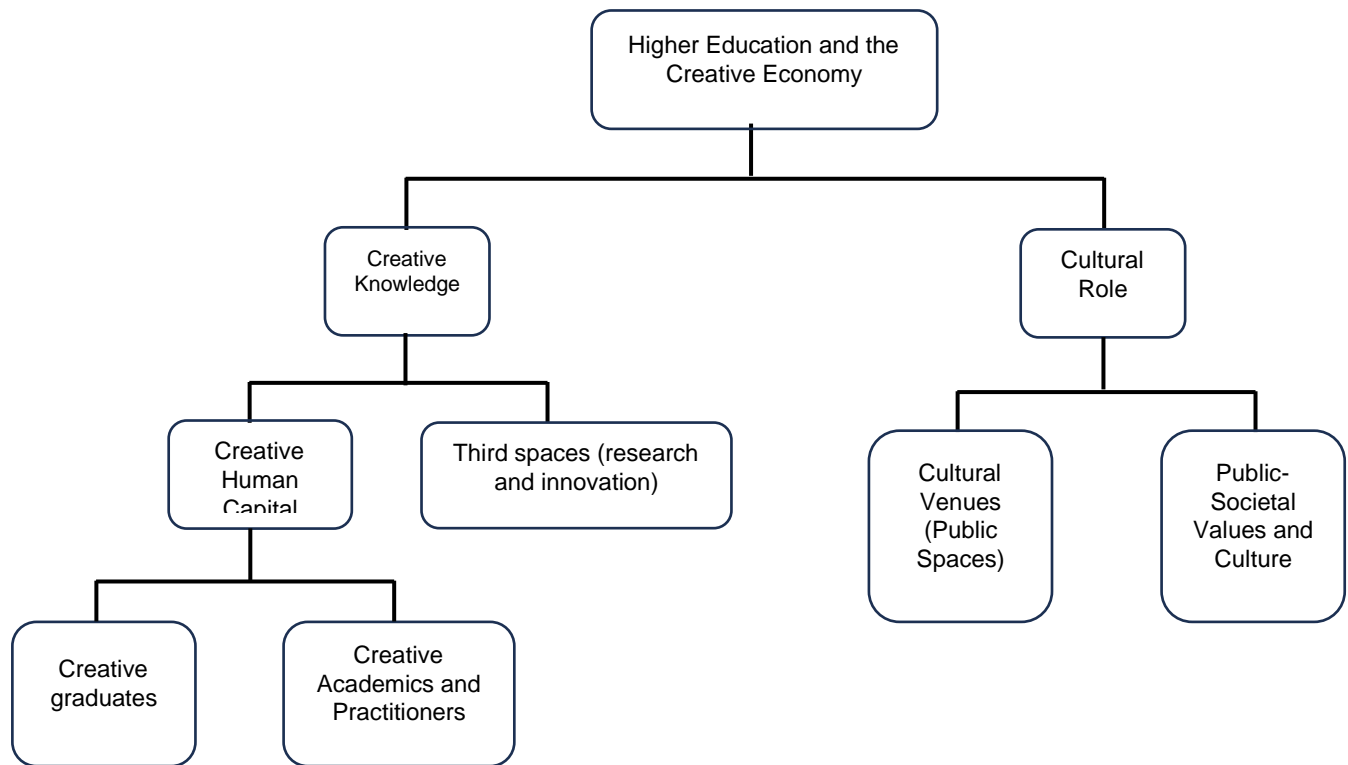 Higher Education and the
Creative Economy
Creative
Knowledge
Cultural
Role
Creative
Human
Capital
Third spaces (research
and innovation)
Cultural
Venues
(Public
Spaces)
Public-
Societal
Values and
Culture
Creative
graduates
Creative
Academics and
Practitioners